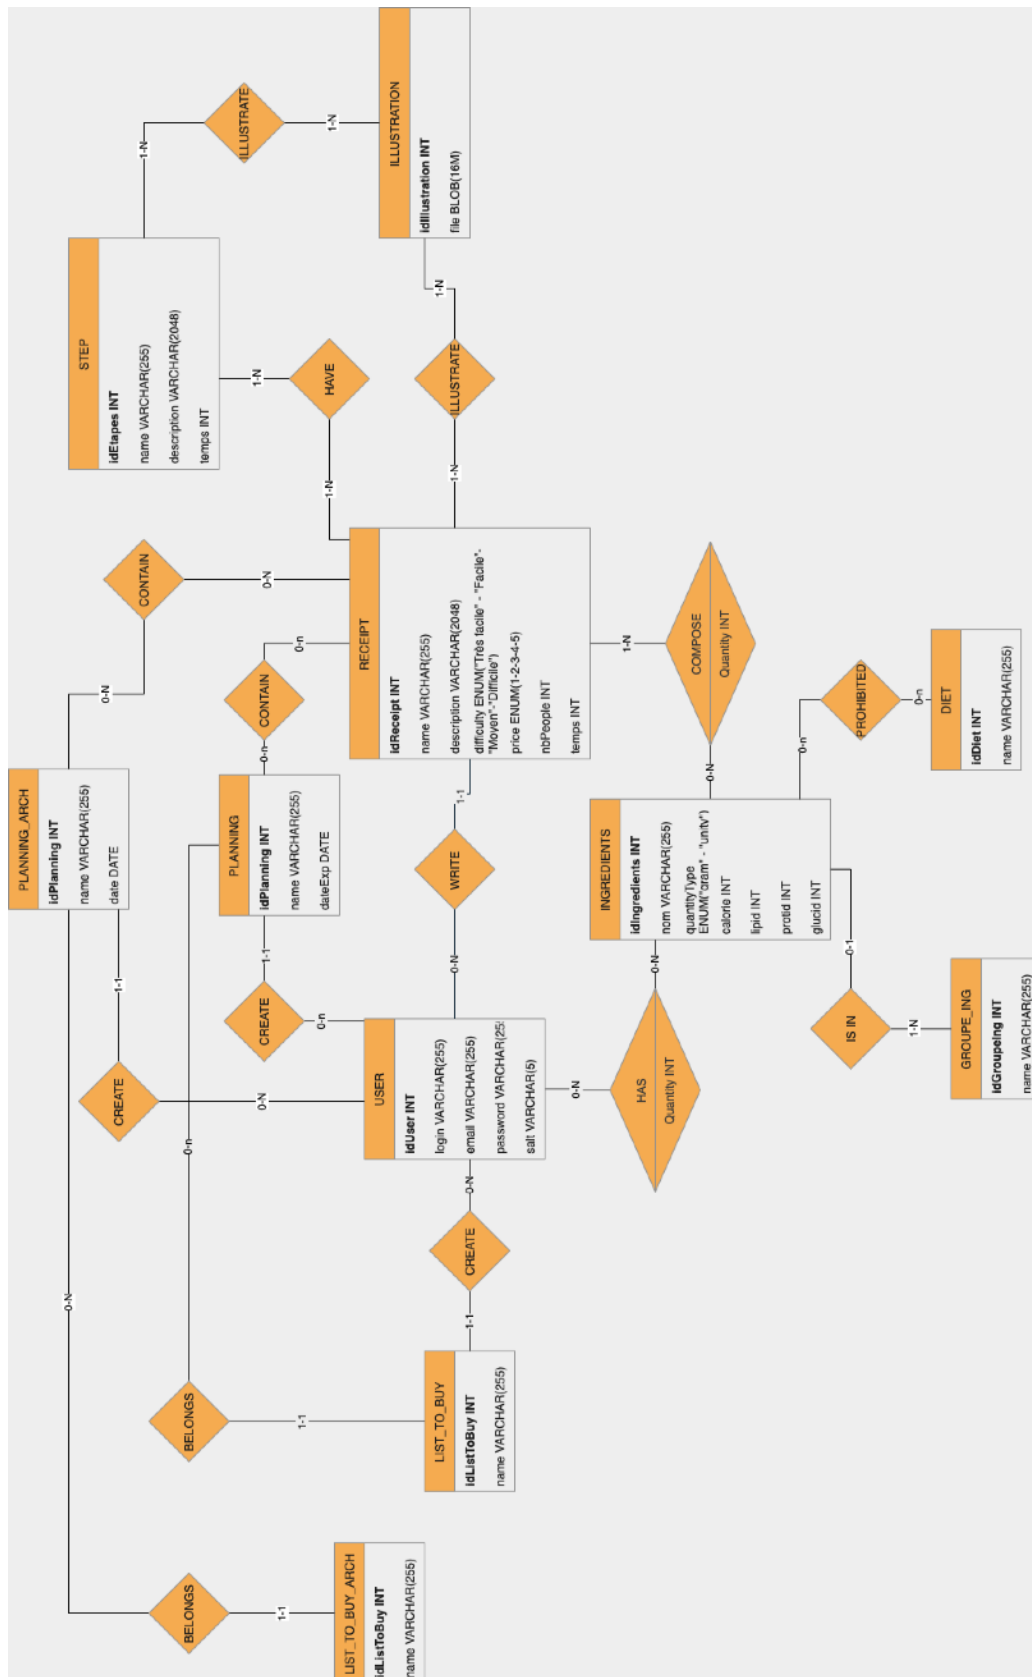 ILLUSTRATE
1-N
1-N
ILLUSTRATION
idIllustration INT
file BLOB(16M)
STEP
idEtapes INT
name VARCHAR(255)
description VARCHAR(2048)
temps INT
1-N
HAVE
1-N
1-N
ILLUSTRATE
1-N
CONTAIN
0-N
0-N
CONTAIN
0-n
0-n
RECEIPT
idReceipt INT
name VARCHAR(255)
description VARCHAR(2048)
difficulty ENUM("Très facile" - "Facile"-
"Moyen"-"Difficile")
price ENUM(1-2-3-4-5)
nbPeople INT
temps INT
1-N
COMPOSE
Quantity INT
0-N
PROHIBITED
0-n
0-n
DIET
idDiet INT
name VARCHAR(255)
PLANNING_ARCH
idPlanning INT
name VARCHAR(255)
date DATE
PLANNING
idPlanning INT
name VARCHAR(255)
dateExp DATE
1-1
WRITE
0-N
INGREDIENTS
idIngredients INT
nom VARCHAR(255)
quantityType
ENUM("gram" - "unity")
calorie INT
lipid INT
protid INT
glucid INT
0-1
IS IN
1-N
GROUPE_ING
idGroupeIng INT
name VARCHAR(255)
1-1
CREATE
0-N
1-1
CREATE
0-n
USER
idUser INT
login VARCHAR(255)
email VARCHAR(255)
password VARCHAR(25
salt VARCHAR(5)
0-N
HAS
Quantity INT
0-N
0-N
CREATE
1-1
0-n
BELONGS
1-1
LIST_TO_BUY
idListToBuy INT
name VARCHAR(255)
0-N
BELONGS
1-1
LIST_TO_BUY_ARCH
idListToBuy INT
name VARCHAR(255)